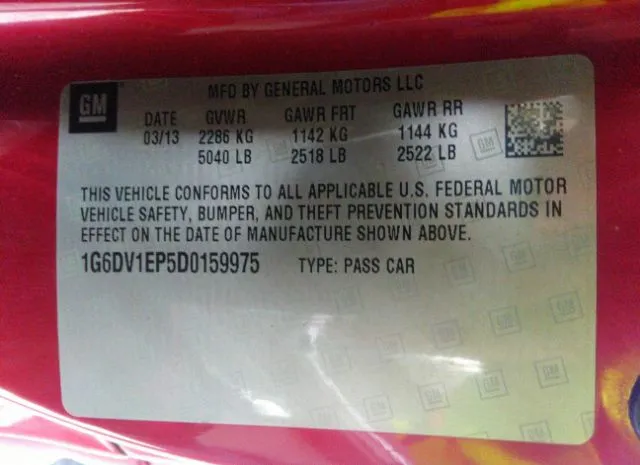 MFD BY GENERAL MOTORS LLC
GM
DATE GVWR GAWR FRT GAWR RR
03/13 2286 KG 1142 KG 1144 KG
5040 LB 2518 LB 2522 LB
THIS VEHICLE CONFORMS TO ALL APPLICABLE U.S. FEDERAL MOTOR
VEHICLE SAFETY, BUMPER, AND THEFT PREVENTION STANDARDS IN
EFFECT ON THE DATE OF MANUFACTURE SHOWN ABOVE.
1G6DV1EP5D0159975 TYPE: PASS CAR